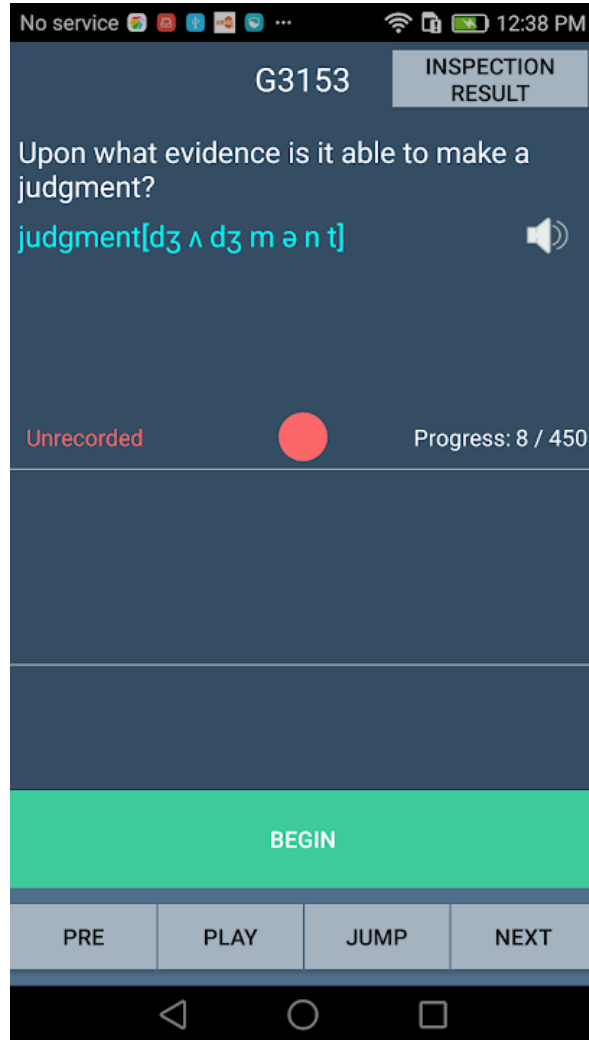 No service ... 12:38 PM
G3153
INSPECTION
RESULT
Upon what evidence is it able to make a
judgment?
judgment[dʒ ʌ dʒ m ə n t]
Unrecorded
Progress: 8 / 450
BEGIN
PRE PLAY JUMP NEXT